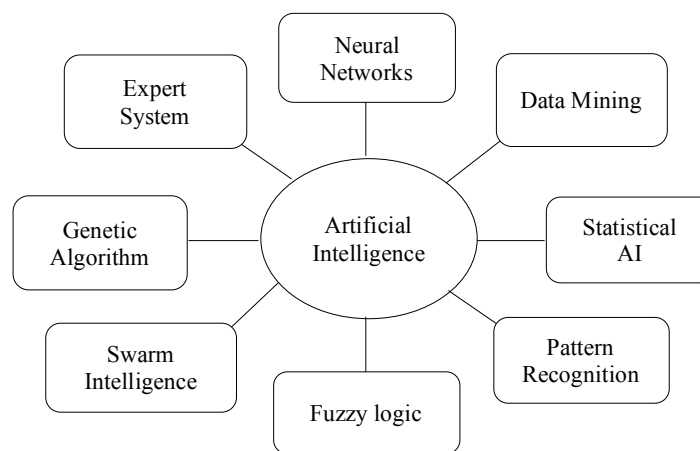 Neural
Networks
Expert
System
Data Mining
Genetic
Algorithm
Artificial
Intelligence
Statistical
AI
Swarm
Intelligence
Pattern
Recognition
Fuzzy logic